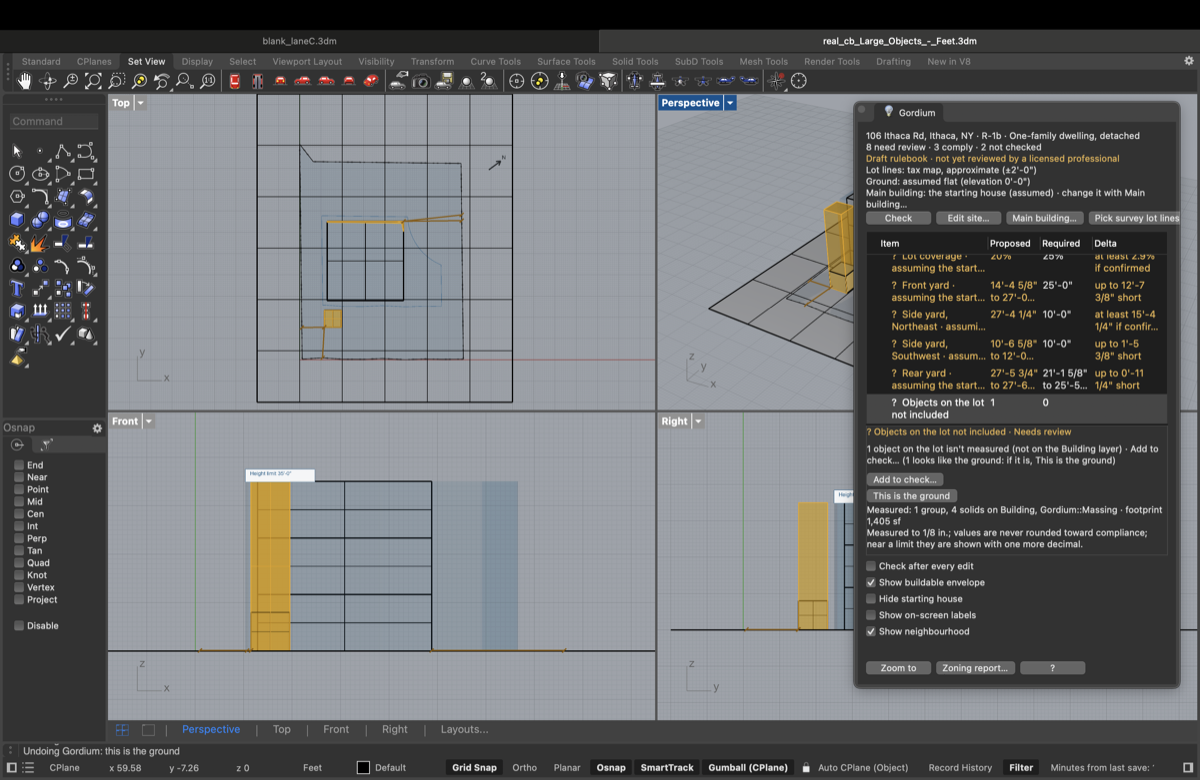 blank_laneC.3dm
real_cb_Large_Objects_-_Feet.3dm
Standard CPlanes Set View Display Select Viewport Layout Visibility Transform Curve Tools Surface Tools Solid Tools SubD Tools Mesh Tools Render Tools Drafting New in V8
Command
Top
N
y
x
Perspective
z
y
x
Gordium
106 Ithaca Rd, Ithaca, NY · R-1b · One-family dwelling, detached
8 need review · 3 comply · 2 not checked
Draft rulebook · not yet reviewed by a licensed professional
Lot lines: tax map, approximate (±2'-0")
Ground: assumed flat (elevation 0'-0")
Main building: the starting house (assumed) · change it with Main
building...
Check Edit site... Main building... Pick survey lot lines
Item Proposed Required Delta
? Lot coverage · 20% 25% at least 2.9%
assuming the start... if confirmed
? Front yard · 14'-4 5/8" 25'-0" up to 12'-7
assuming the start... to 27'-0... 3/8" short
? Side yard, 27'-4 1/4" 10'-0" at least 15'-4
Northeast · assumi... 1/4" if confir...
? Side yard, 10'-6 5/8" 10'-0" up to 1'-5
Southwest · assum... to 12'-0... 3/8" short
? Rear yard · 27'-5 3/4" 21'-1 5/8" up to 0'-11
assuming the start... to 27'-6... to 25'-5... 1/4" short
? Objects on the lot 1 0
not included
? Objects on the lot not included · Needs review
1 object on the lot isn't measured (not on the Building layer) · Add to
check... (1 looks like the ground: if it is, This is the ground)
Add to check...
This is the ground
Measured: 1 group, 4 solids on Building, Gordium::Massing · footprint
1,405 sf
Measured to 1/8 in.; values are never rounded toward compliance;
near a limit they are shown with one more decimal.
Check after every edit
Show buildable envelope
Hide starting house
Show on-screen labels
Show neighbourhood
Zoom to Zoning report... ?
Osnap
End
Near
Point
Mid
Cen
Int
Perp
Tan
Quad
Knot
Vertex
Project
Disable
Front
Height limit 35'-0"
z
x
Right
Height
z
y
Perspective Top Front Right Layouts...
Undoing Gordium: this is the ground
CPlane x 59.58 y -7.26 z 0 Feet Default Grid Snap Ortho Planar Osnap SmartTrack Gumball (CPlane) Auto CPlane (Object) Record History Filter Minutes from last save: '